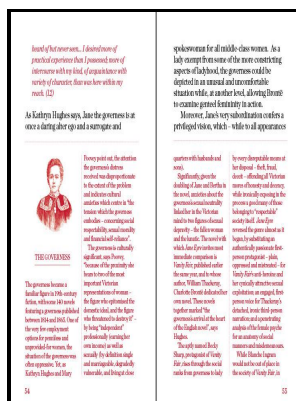 heard of but never seen... I desired more of
practical experience than I possessed; more of
intercourse with my kind, of acquaintance with
variety of character, than was here within my
reach. (12)
As Kathryn Hughes says, Jane the governess is at
once a daring alter ego and a surrogate and
THE GOVERNESS
The governess became a
familiar figure in 19th-century
fiction, with some 140 novels
featuring a governess published
between 1814 and 1865. One of
the very few employment
options for penniless and
unprovided-for women, the
situation of the governess was
often oppressive. Yet, as
Kathryn Hughes and Mary
Poovey point out, the attention
the governess's distress
received was disproportionate
to the extent of the problem
and indicates cultural
anxieties which centre in "the
tension which the governess
embodies – concerning social
respectability, sexual morality
and financial self-reliance".
The governess is culturally
significant, says Poovey,
"because of the proximity she
bears to two of the most
important Victorian
representations of woman –
the figure who epitomised the
domestic ideal, and the figure
who threatened to destroy it" –
by being "independent"
professionally (earning her
own income) as well as
sexually (by definition single
and marriageable, degradedly
vulnerable, and living at close
54
spokeswoman for all middle class women. As a
lady exempt from some of the more constricting
aspects of ladyhood, the governess could be
depicted in an unusual and uncomfortable
situation while, at another level, allowing Brontë
to examine genteel femininity in action.
Moreover, Jane's very subordination confers a
privileged vision, which – while to all appearances
quarters with husbands and
sons).
Significantly, given the
doubling of Jane and Bertha in
the novel, anxieties about the
governess's sexual neutrality
linked her in the Victorian
mind to two figures of sexual
depravity – the fallen woman
and the lunatic. The novel with
which Jane Eyre invites most
immediate comparison is
Vanity Fair, published earlier
the same year, and to whose
author, William Thackeray,
Charlotte Brontë dedicated her
own novel. These novels
together marked "the
governess's arrival at the heart
of the English novel", says
Hughes.
The aptly named Becky
Sharp, protagonist of Vanity
Fair, rises through the social
ranks from governess to lady
by every disreputable means at
her disposal – theft, fraud,
deceit – offending all Victorian
mores of honesty and decency,
while ironically exposing the
precarious legitimacy of those
belonging to "respectable"
society itself. Jane Eyre
reversed the genre almost as it
began, by substituting an
authentically passionate first-
person protagonist – plain,
oppressed and mistreated – for
Vanity Fair's anti-heroine and
her cynically attractive sexual
exploitation; an engaged, first-
person voice for Thackeray's
detached, ironic third-person
narration; and a penetrating
analysis of the female psyche
for an anatomy of social
manners and wider mores.
While Blanche Ingram
would not be out of place in
the society of Vanity Fair, in
55